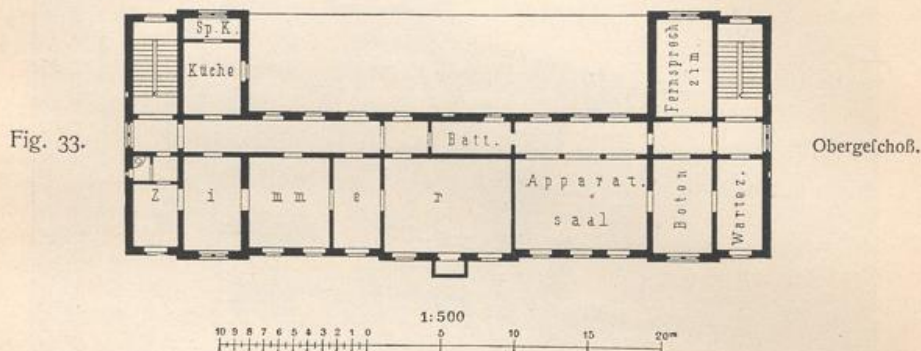 Sp. K.
Küche
Fernsprech
zim.
Fig. 33.
Batt.
Obergeſchoß.
Z i mm e r
Apparat.
saal
Boten
Wartez.
1:500
10 9 8 7 6 5 4 3 2 1 0 5 10 15 20m